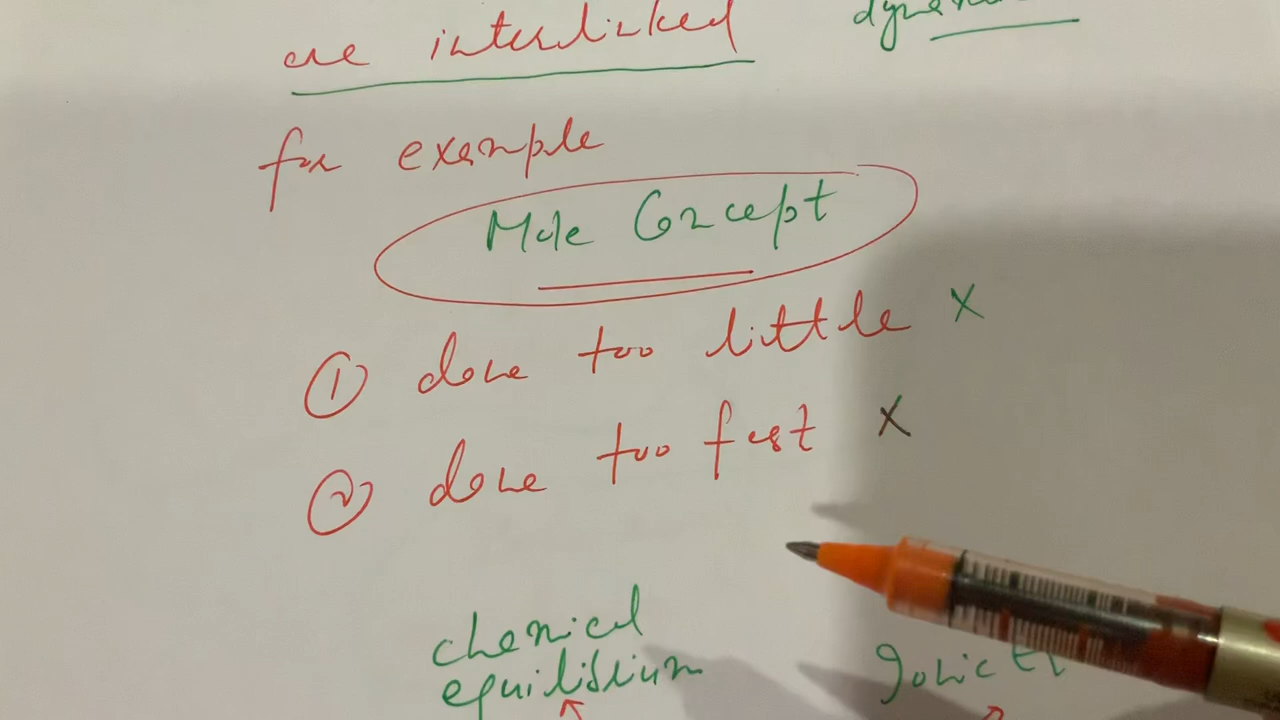 are interlinked
for example
Mole Concept
① done too little X
② done too fast X
chemical
equilibrium